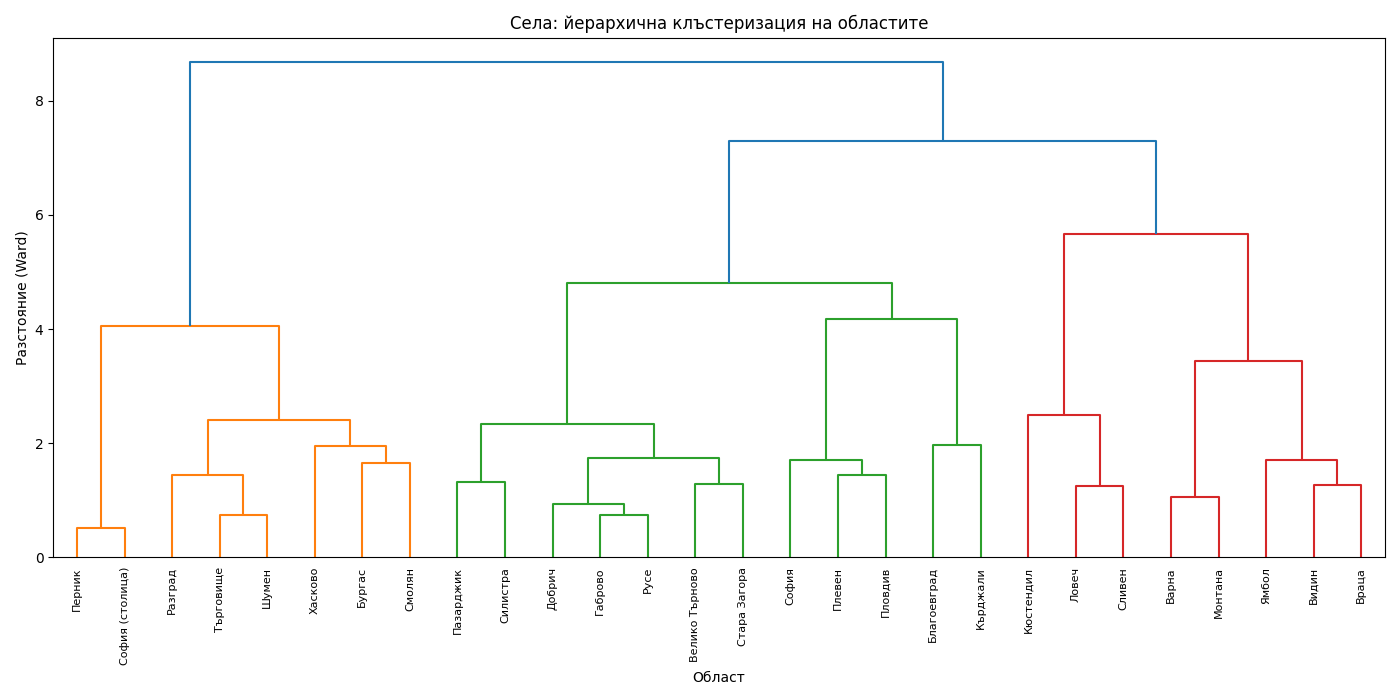 Села: йерархична клъстеризация на областите
Разстояние (Ward)
8
6
4
2
0
Перник
София (столица)
Разград
Търговище
Шумен
Хасково
Бургас
Смолян
Пазарджик
Силистра
Добрич
Габрово
Русе
Велико Търново
Стара Загора
София
Плевен
Пловдив
Благоевград
Кърджали
Кюстендил
Ловеч
Сливен
Варна
Монтана
Ямбол
Видин
Враца
Област